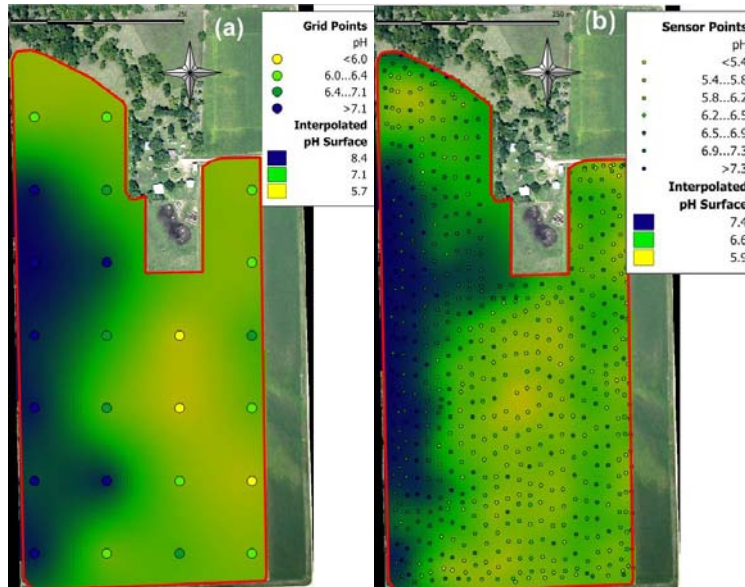 (a)
Grid Points
pH
<6.0
6.0...6.4
6.4...7.1
>7.1
Interpolated
pH Surface
8.4
7.1
5.7
250 m
(b)
Sensor Points
pH
<5.4
5.4...5.8
5.8...6.2
6.2...6.5
6.5...6.9
6.9...7.3
>7.3
Interpolated
pH Surface
7.4
6.6
5.9